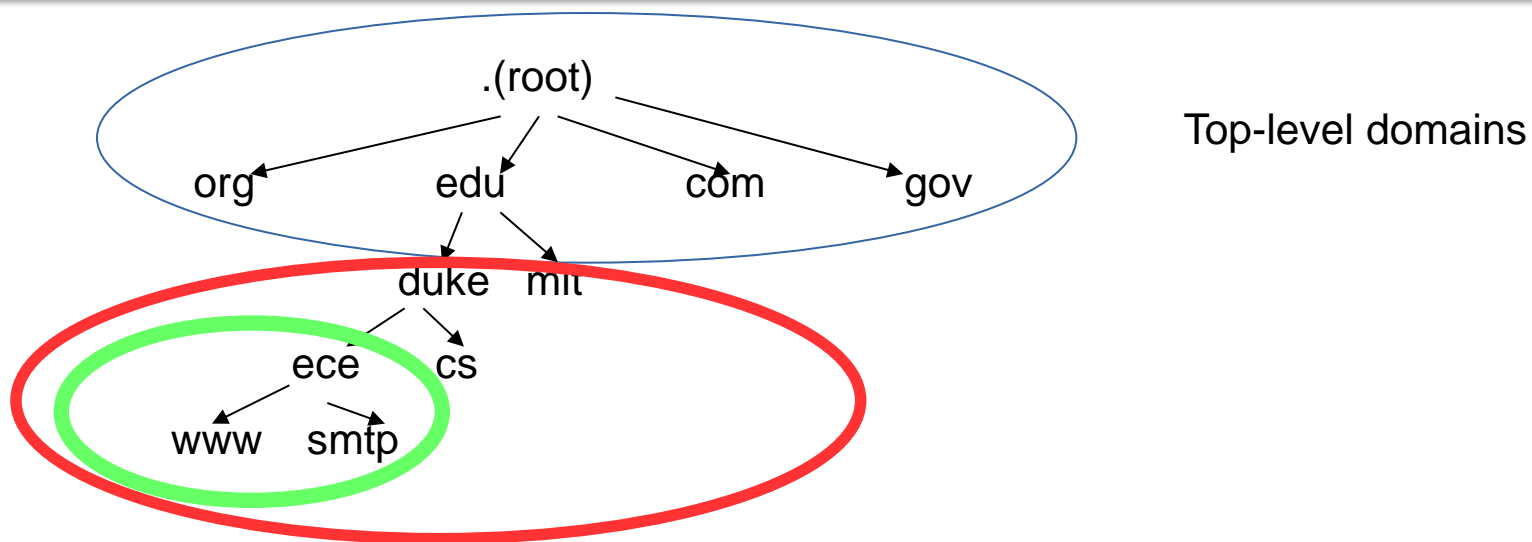 .(root)
Top-level domains
org edu com gov
duke mit
ece cs
www smtp